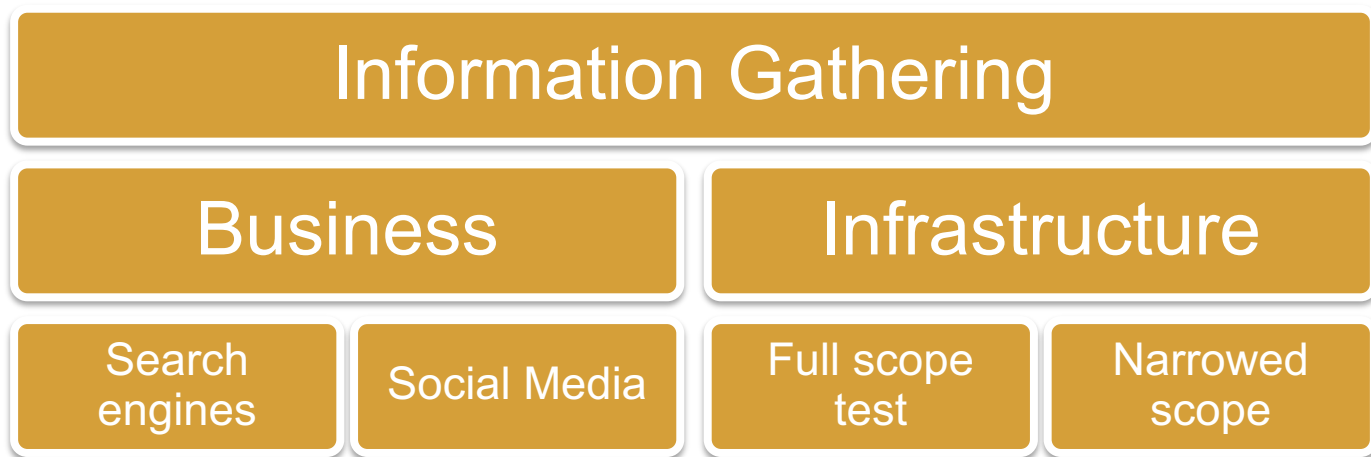 Information Gathering
Business
Infrastructure
Search
engines
Social Media
Full scope
test
Narrowed
scope